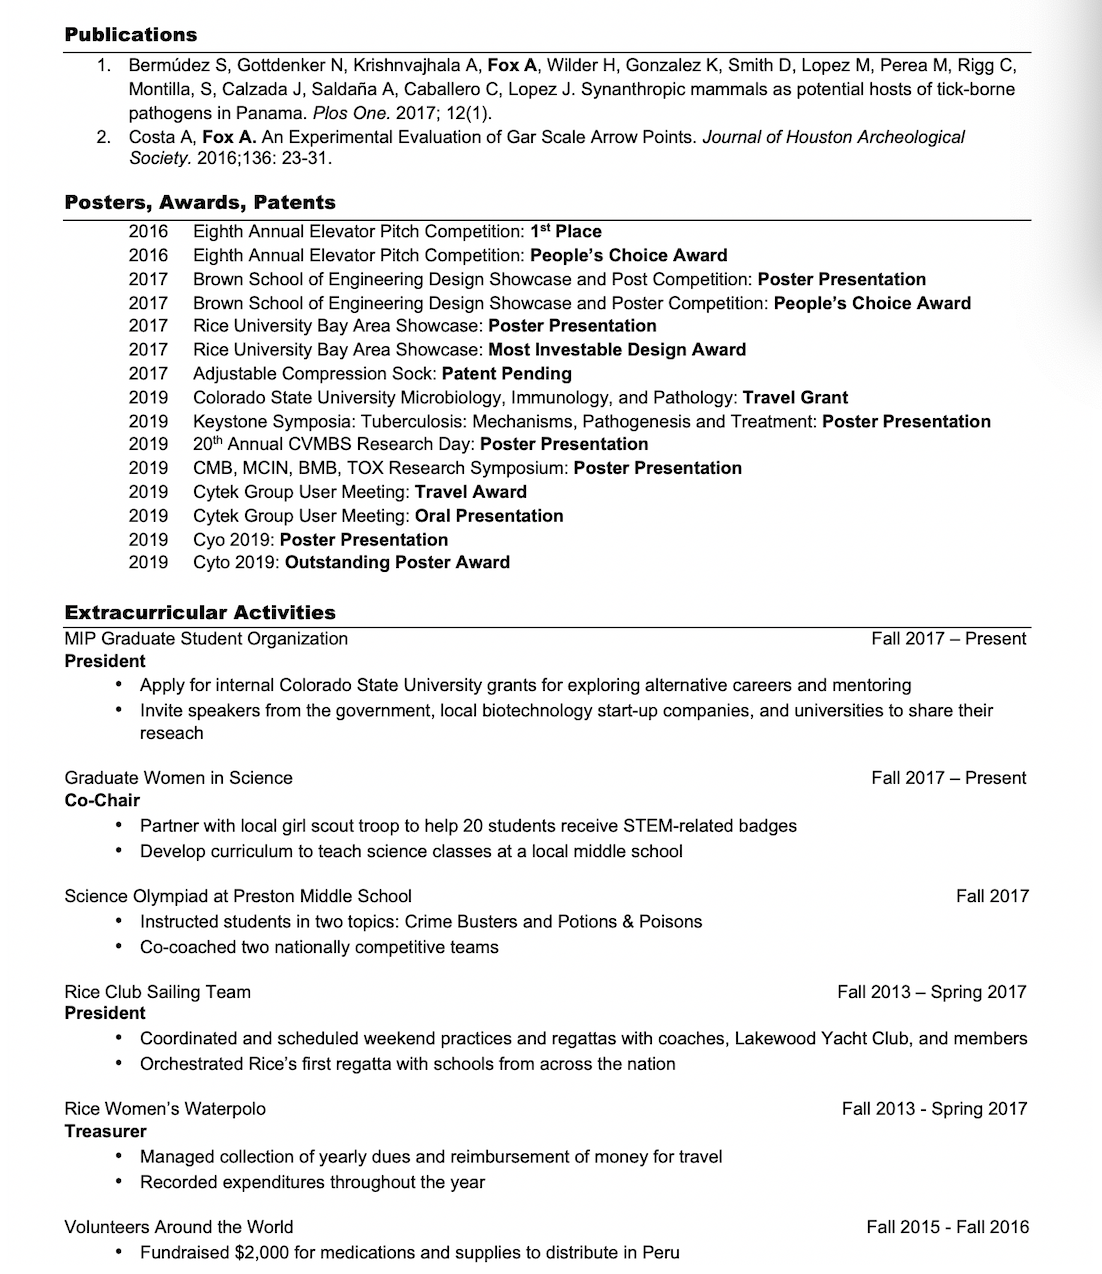 Publications
1. Bermúdez S, Gottdenker N, Krishnvajhala A, Fox A, Wilder H, Gonzalez K, Smith D, Lopez M, Perea M, Rigg C,
Montilla, S, Calzada J, Saldaña A, Caballero C, Lopez J. Synanthropic mammals as potential hosts of tick-borne
pathogens in Panama. Plos One. 2017; 12(1).
2. Costa A, Fox A. An Experimental Evaluation of Gar Scale Arrow Points. Journal of Houston Archeological
Society. 2016;136: 23-31.
Posters, Awards, Patents
2016 Eighth Annual Elevator Pitch Competition: 1st Place
2016 Eighth Annual Elevator Pitch Competition: People’s Choice Award
2017 Brown School of Engineering Design Showcase and Post Competition: Poster Presentation
2017 Brown School of Engineering Design Showcase and Poster Competition: People’s Choice Award
2017 Rice University Bay Area Showcase: Poster Presentation
2017 Rice University Bay Area Showcase: Most Investable Design Award
2017 Adjustable Compression Sock: Patent Pending
2019 Colorado State University Microbiology, Immunology, and Pathology: Travel Grant
2019 Keystone Symposia: Tuberculosis: Mechanisms, Pathogenesis and Treatment: Poster Presentation
2019 20th Annual CVMBS Research Day: Poster Presentation
2019 CMB, MCIN, BMB, TOX Research Symposium: Poster Presentation
2019 Cytek Group User Meeting: Travel Award
2019 Cytek Group User Meeting: Oral Presentation
2019 Cyo 2019: Poster Presentation
2019 Cyto 2019: Outstanding Poster Award
Extracurricular Activities
MIP Graduate Student Organization Fall 2017 – Present
President
• Apply for internal Colorado State University grants for exploring alternative careers and mentoring
• Invite speakers from the government, local biotechnology start-up companies, and universities to share their
reseach
Graduate Women in Science Fall 2017 – Present
Co-Chair
• Partner with local girl scout troop to help 20 students receive STEM-related badges
• Develop curriculum to teach science classes at a local middle school
Science Olympiad at Preston Middle School Fall 2017
• Instructed students in two topics: Crime Busters and Potions & Poisons
• Co-coached two nationally competitive teams
Rice Club Sailing Team Fall 2013 – Spring 2017
President
• Coordinated and scheduled weekend practices and regattas with coaches, Lakewood Yacht Club, and members
• Orchestrated Rice’s first regatta with schools from across the nation
Rice Women’s Waterpolo Fall 2013 - Spring 2017
Treasurer
• Managed collection of yearly dues and reimbursement of money for travel
• Recorded expenditures throughout the year
Volunteers Around the World Fall 2015 - Fall 2016
• Fundraised $2,000 for medications and supplies to distribute in Peru